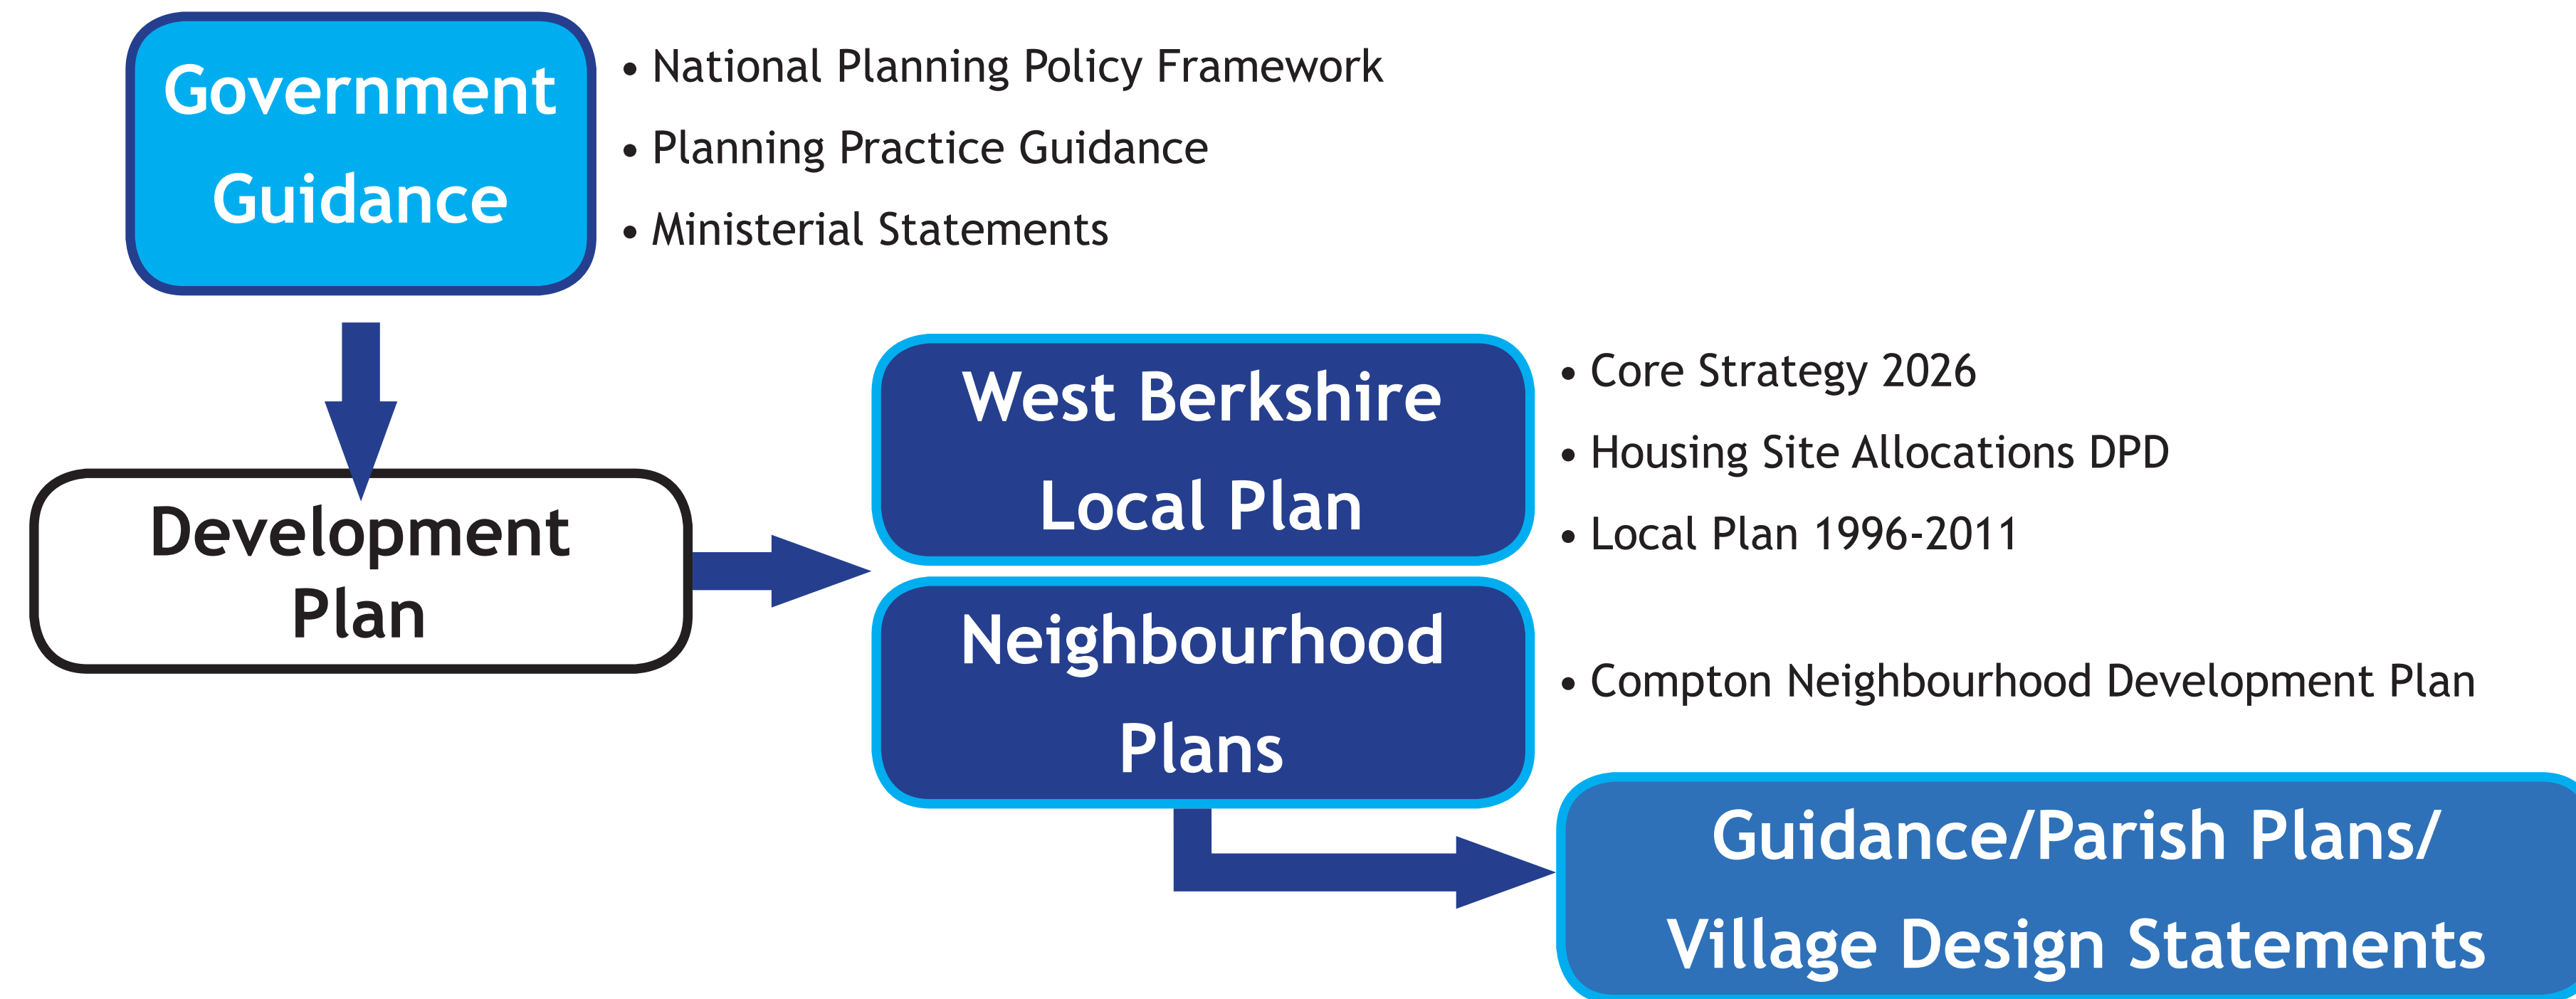 Government
Guidance
• National Planning Policy Framework
• Planning Practice Guidance
• Ministerial Statements
Development
Plan
West Berkshire
Local Plan
• Core Strategy 2026
• Housing Site Allocations DPD
• Local Plan 1996-2011
Neighbourhood
Plans
• Compton Neighbourhood Development Plan
Guidance/Parish Plans/
Village Design Statements